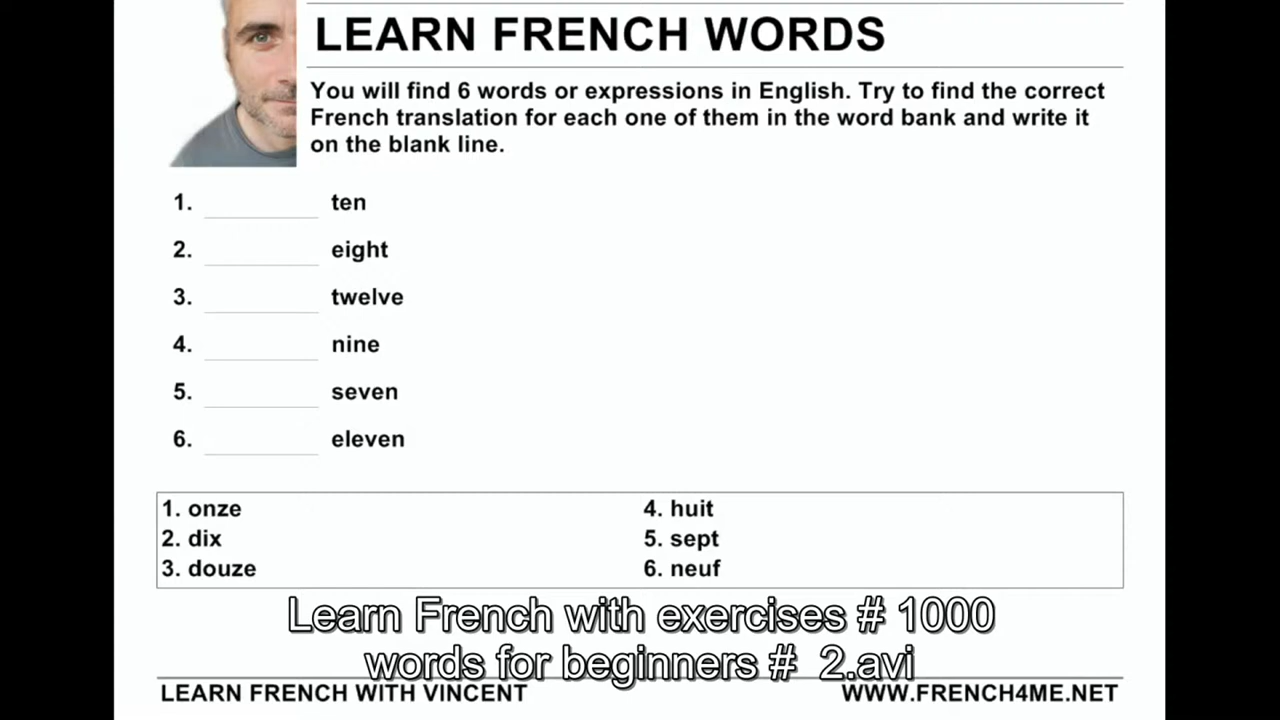 LEARN FRENCH WORDS
You will find 6 words or expressions in English. Try to find the correct
French translation for each one of them in the word bank and write it
on the blank line.
1. ten
2. eight
3. twelve
4. nine
5. seven
6. eleven
1. onze
2. dix
3. douze
4. huit
5. sept
6. neuf
Learn French with exercises # 1000
words for beginners # 2.avi
LEARN FRENCH WITH VINCENT
WWW.FRENCH4ME.NET